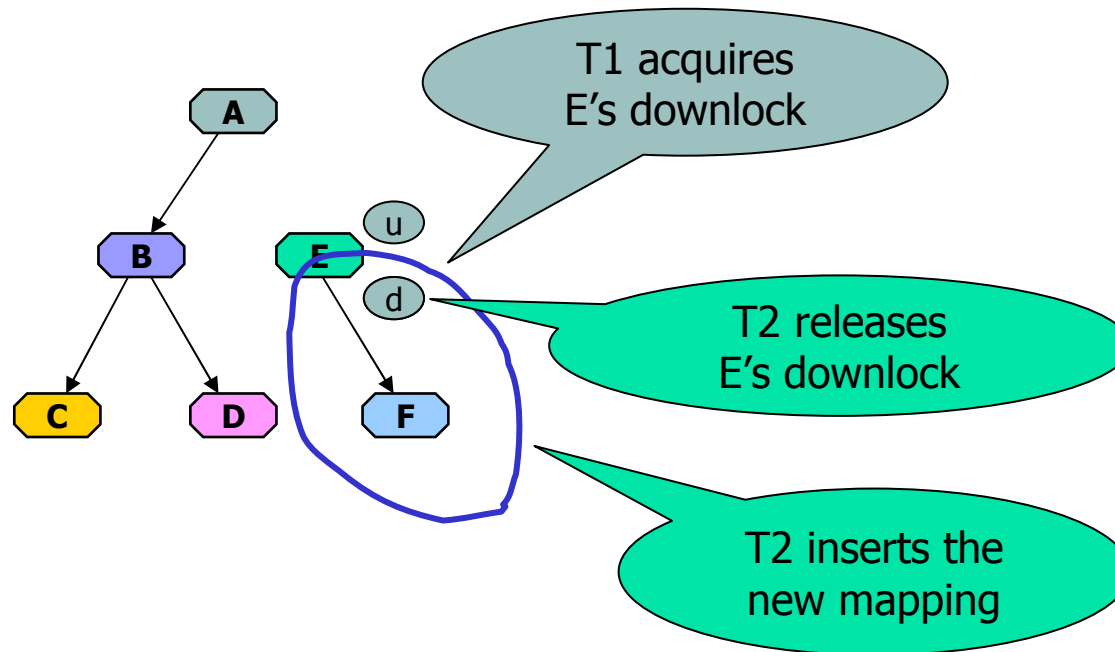 T1 acquires
E’s downlock
A
u
B
E
d
T2 releases
E’s downlock
C
D
F
T2 inserts the
new mapping